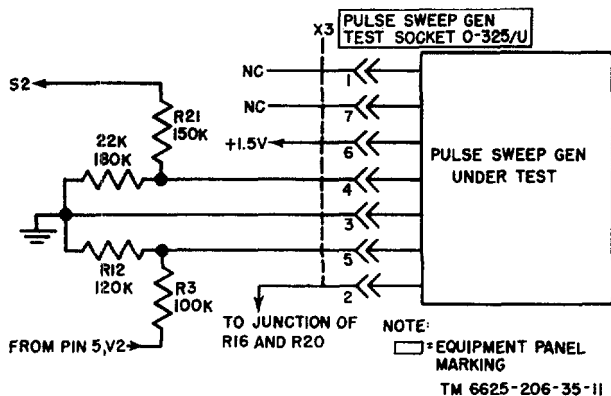 X3
PULSE SWEEP GEN
TEST SOCKET O-325/U
NC
1
S2
R21
150K
NC
7
22K
180K
+1.5V
6
PULSE SWEEP GEN
UNDER TEST
4
3
R12
120K
5
R3
100K
2
TO JUNCTION OF
R16 AND R20
FROM PIN 5,V2
NOTE:
= EQUIPMENT PANEL
MARKING
TM 6625-206-35-11